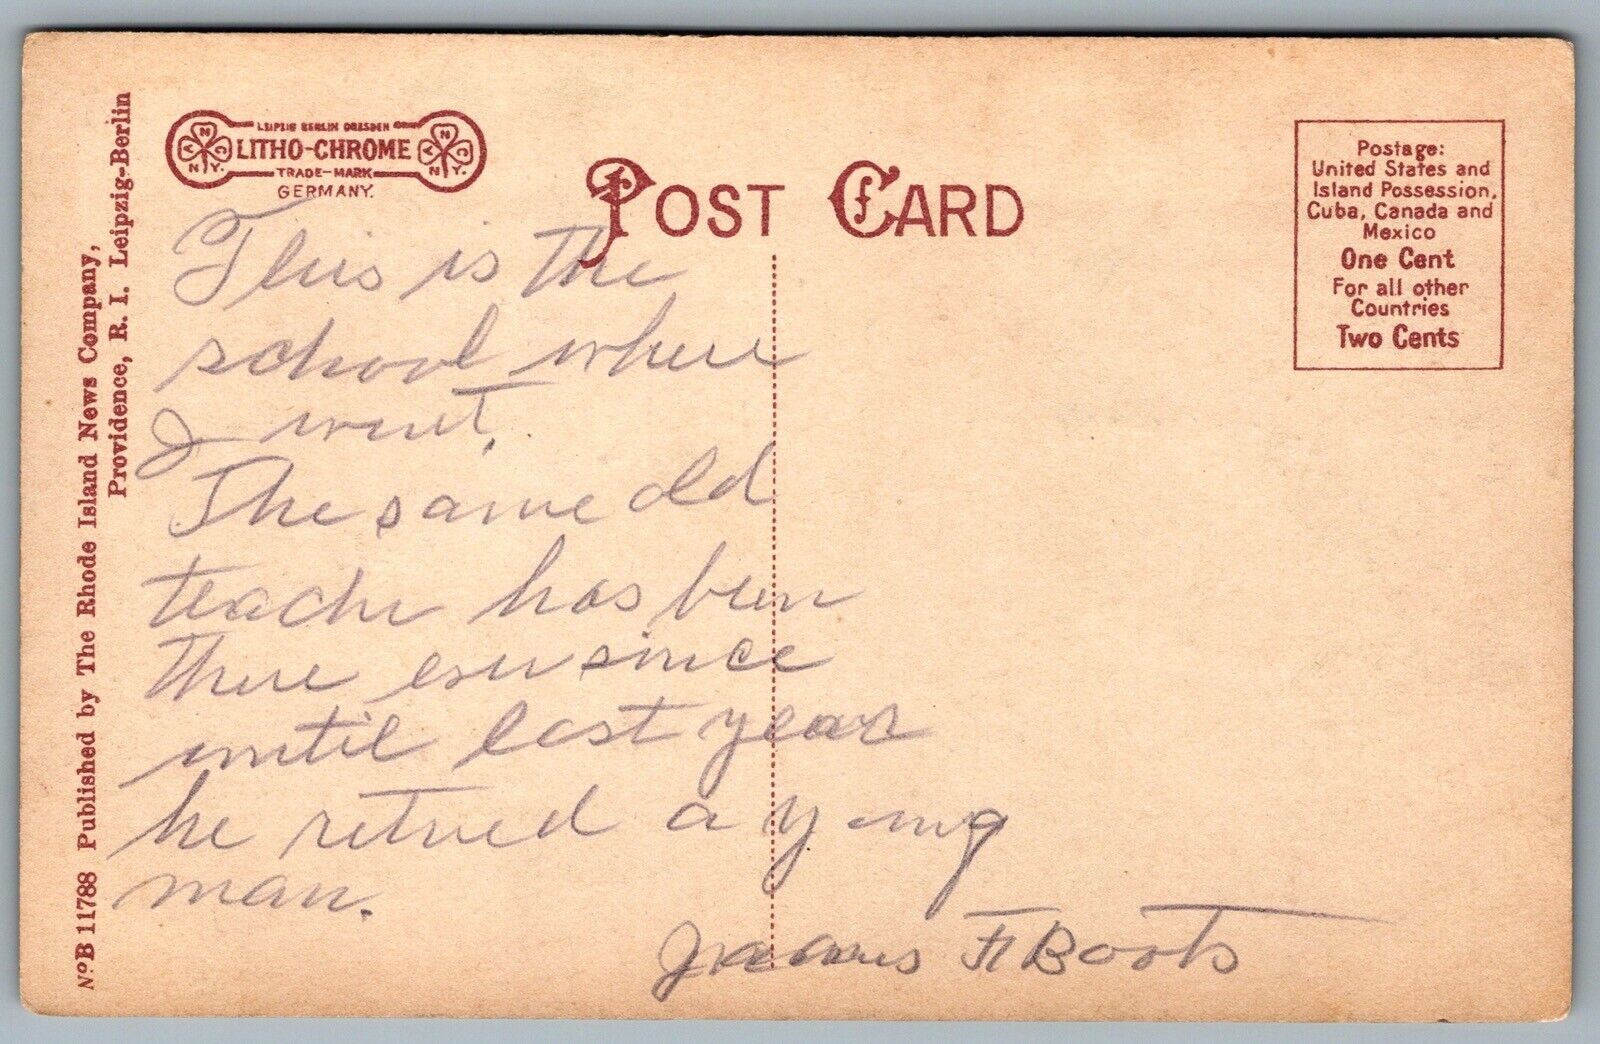 NºB 11788 Published by The Rhode Island News Company,
Providence, R. I. Leipzig-Berlin
LEIPZIG BERLIN DRESDEN
LITHO-CHROME
TRADE-MARK
GERMANY.
POST CARD
Postage:
United States and
Island Possession,
Cuba, Canada and
Mexico
One Cent
For all other
Countries
Two Cents
This is the
school where
I went.
The same old
teacher has been
there ever since
until last year
he retired a young
man.
F Boots